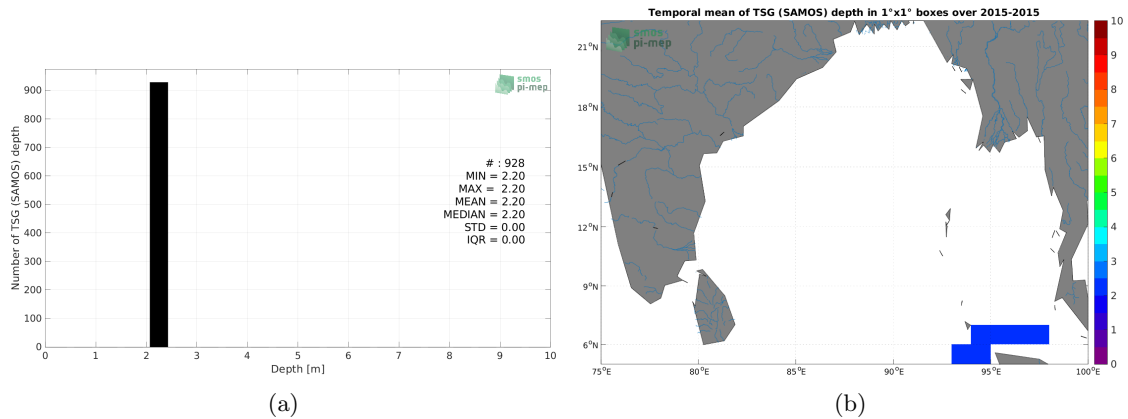 smos
pi-mep
900
800
700
600
500
400
300
200
100
0
Number of TSG (SAMOS) depth
# : 928
MIN = 2.20
MAX = 2.20
MEAN = 2.20
MEDIAN = 2.20
STD = 0.00
IQR = 0.00
0 1 2 3 4 5 6 7 8 9 10
Depth [m]
(a)
Temporal mean of TSG (SAMOS) depth in 1°x1° boxes over 2015-2015
smos
pi-mep
21°N
18°N
15°N
12°N
9°N
6°N
75°E 80°E 85°E 90°E 95°E 100°E
10
9
8
7
6
5
4
3
2
1
0
(b)